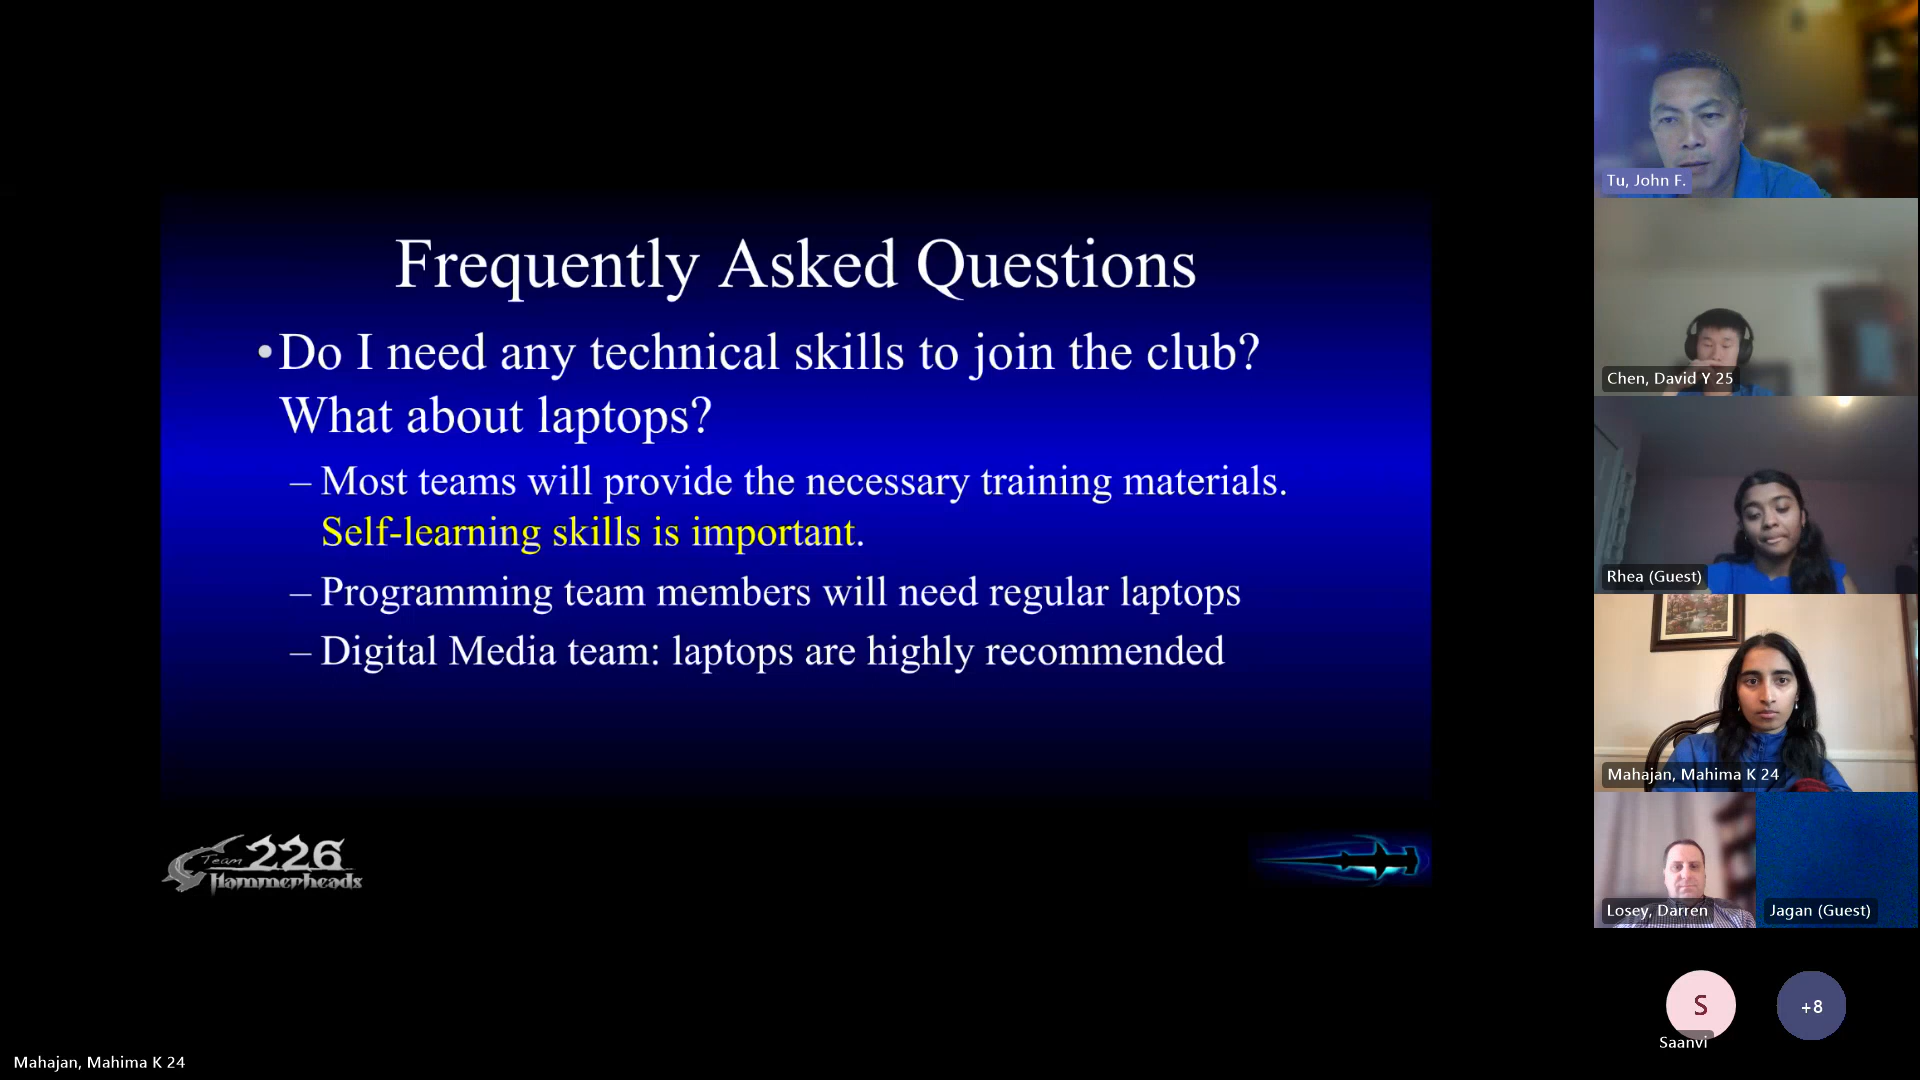 Frequently Asked Questions
•Do I need any technical skills to join the club?
What about laptops?
– Most teams will provide the necessary training materials.
Self-learning skills is important.
– Programming team members will need regular laptops
– Digital Media team: laptops are highly recommended
Team 226
Hammerheads
Tu, John F.
Chen, David Y 25
Rhea (Guest)
Mahajan, Mahima K 24
Losey, Darren
Jagan (Guest)
S
+8
Saanvi
Mahajan, Mahima K 24